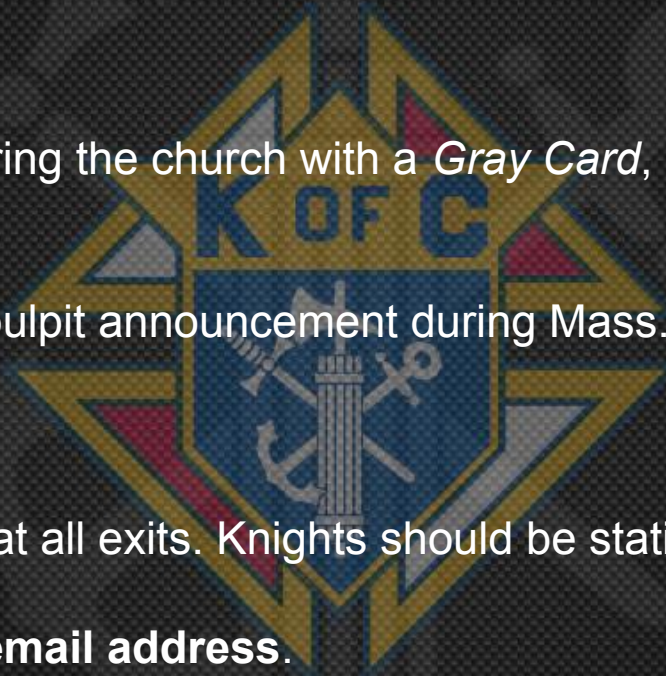 ring the church with a Gray Card,
K OF C
ulpit announcement during Mass.
at all exits. Knights should be stati
email address.